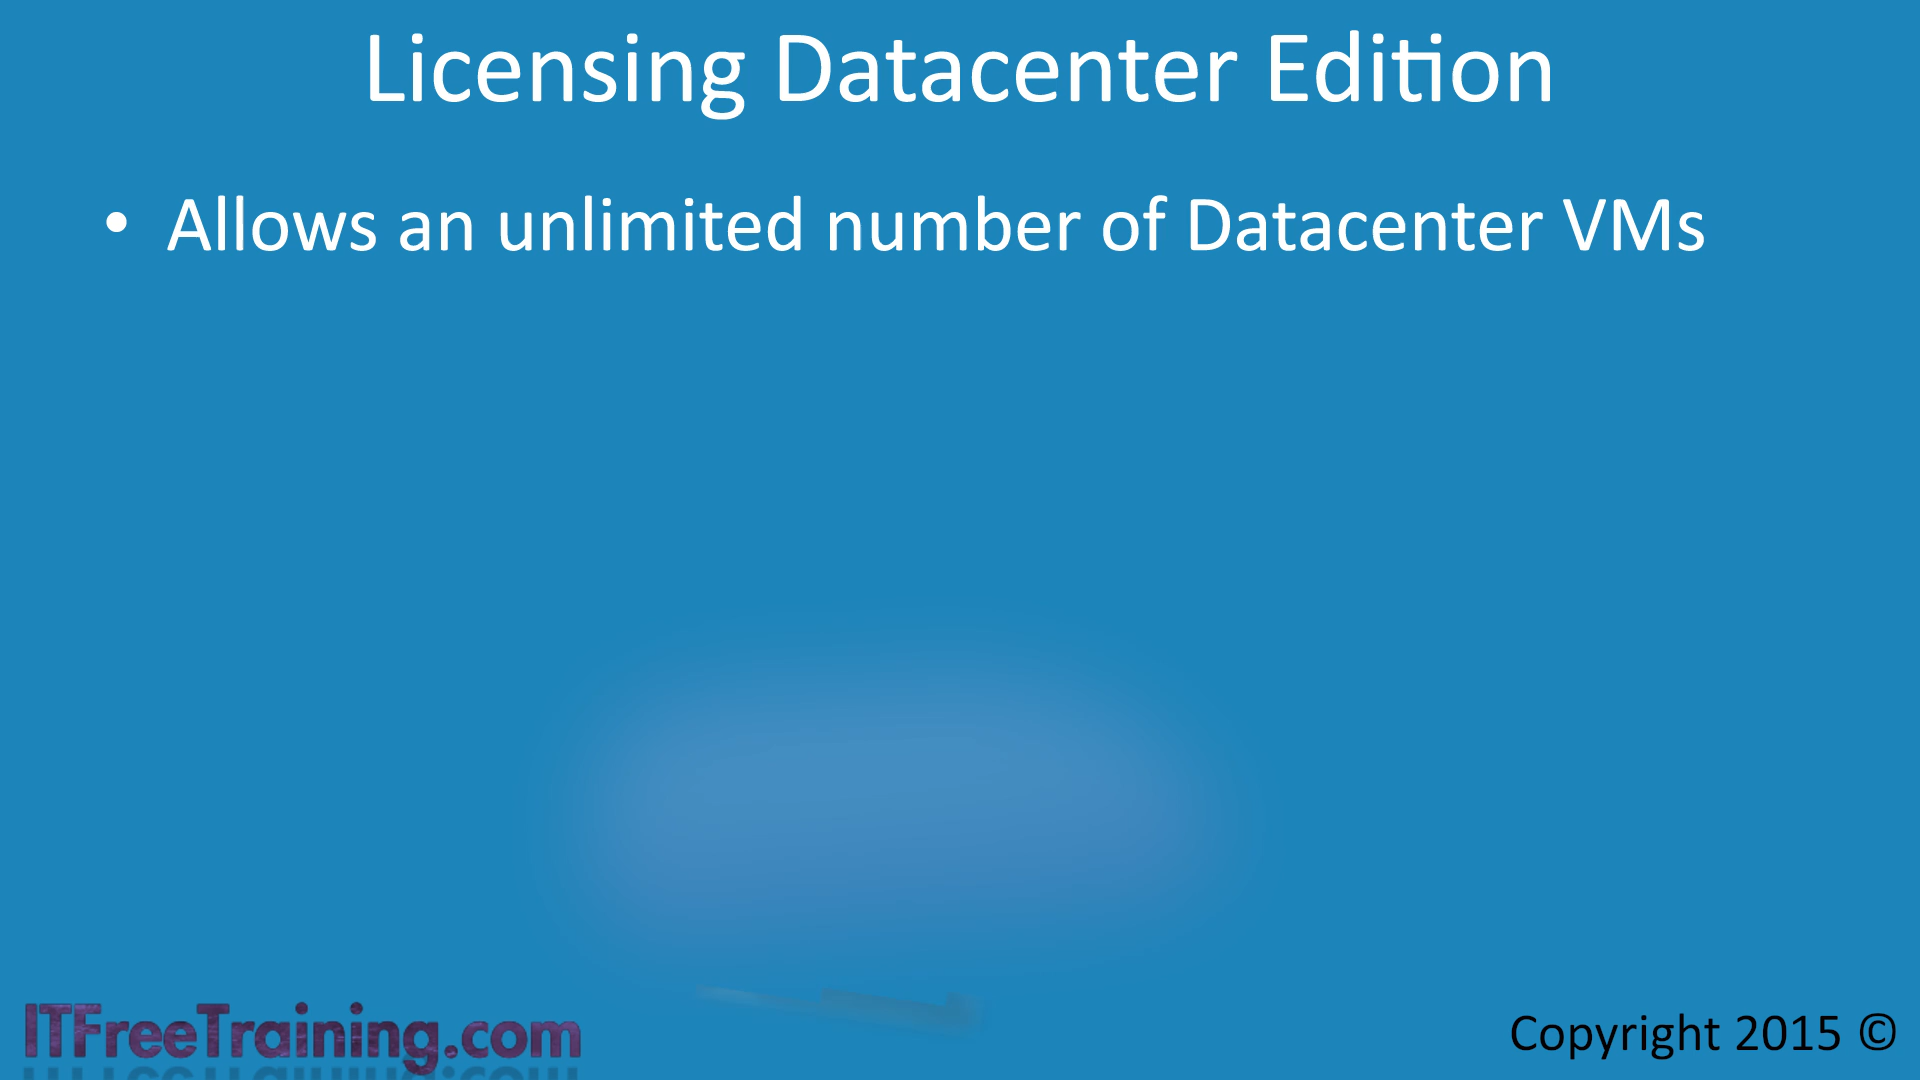 Licensing Datacenter Edition
• Allows an unlimited number of Datacenter VMs
ITFreeTraining.com
Copyright 2015 ©